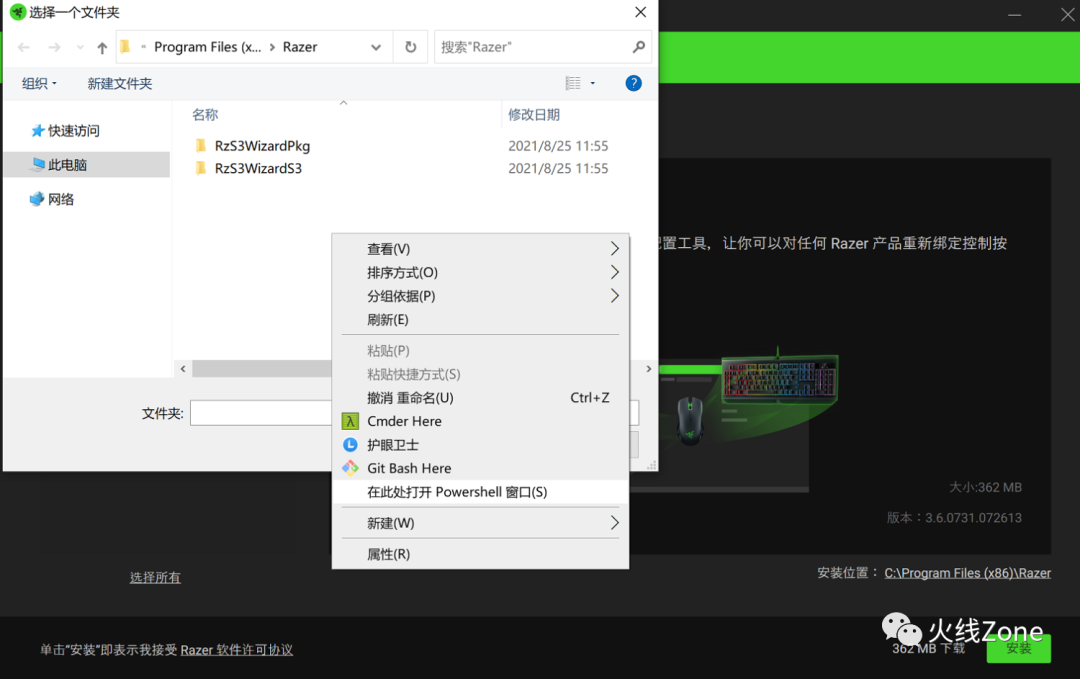 选择一个文件夹
« Program Files (x... > Razer
搜索"Razer"
组织
新建文件夹
名称
修改日期
快速访问
此电脑
网络
RzS3WizardPkg 2021/8/25 11:55
RzS3WizardS3 2021/8/25 11:55
文件夹:
查看(V)
排序方式(O)
分组依据(P)
刷新(E)
粘贴(P)
粘贴快捷方式(S)
撤消 重命名(U) Ctrl+Z
Cmder Here
护眼卫士
Git Bash Here
在此处打开 Powershell 窗口(S)
新建(W)
属性(R)
置工具，让你可以对任何 Razer 产品重新绑定控制按
大小:362 MB
版本：3.6.0731.072613
选择所有
安装位置： C:\Program Files (x86)\Razer
单击"安装"即表示我接受 Razer 软件许可协议
火线Zone
362 MB 下载
安装